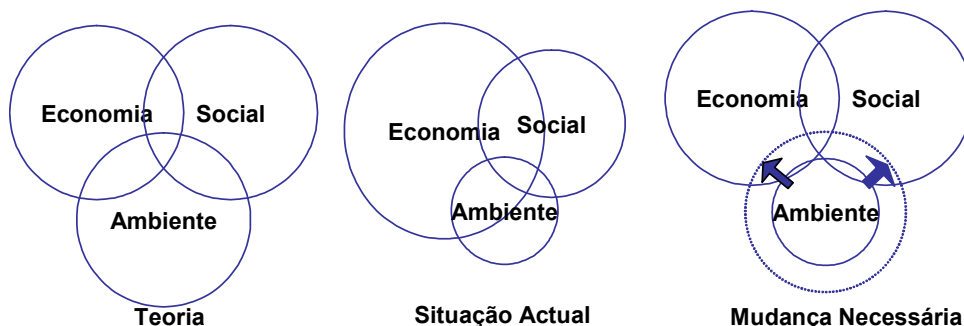 Economia Social
Ambiente
Teoria
Economia Social
Ambiente
Situação Actual
Economia Social
Ambiente
Mudança Necessária